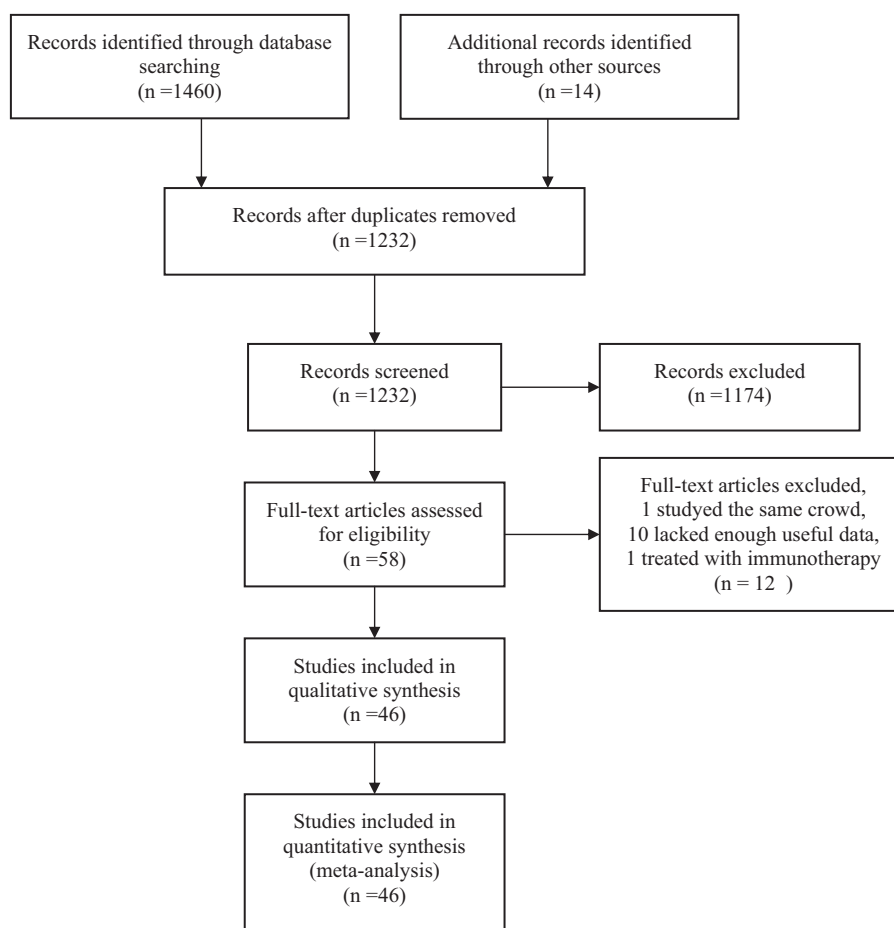 Records identified through database
searching
(n =1460)
Additional records identified
through other sources
(n =14)
Records after duplicates removed
(n =1232)
Records screened
(n =1232)
Records excluded
(n =1174)
Full-text articles assessed
for eligibility
(n =58)
Full-text articles excluded,
1 studied the same crowd,
10 lacked enough useful data,
1 treated with immunotherapy
(n = 12 )
Studies included in
qualitative synthesis
(n =46)
Studies included in
quantitative synthesis
(meta-analysis)
(n =46)